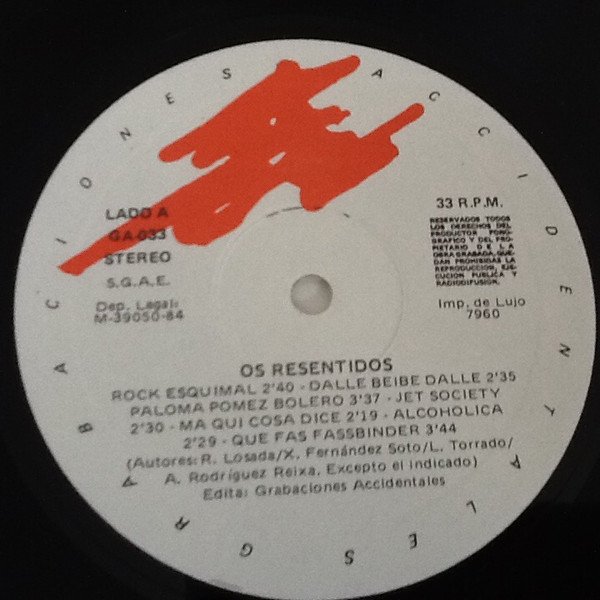 GRABACIONES ACCIDENTALES
LADO A
GA-033
STEREO
S.G.A.E.
Dep. Legal:
M-39050-84
33 R.P.M.
RESERVADOS TODOS
LOS DERECHOS DEL
PRODUCTOR FONO-
GRAFICO Y DEL PRO-
PIETARIO DE LA
OBRA GRABADA, QUE-
DAN PROHIBIDAS LA
REPRODUCCION, EJE-
CUCION PUBLICA Y
RADIODIFUSION.
Imp. de Lujo
7960
OS RESENTIDOS
ROCK ESQUIMAL 2'40 - DALLE BEIBE DALLE 2'35
PALOMA POMEZ BOLERO 3'37 - JET SOCIETY
2'30 - MA QUI COSA DICE 2'19 - ALCOHOLICA
2'29 - QUE FAS FASSBINDER 3'44
(Autores: R. Losada/X. Fernández Soto/L. Torrado/
A. Rodríguez Reixa. Excepto el indicado)
Edita: Grabaciones Accidentales